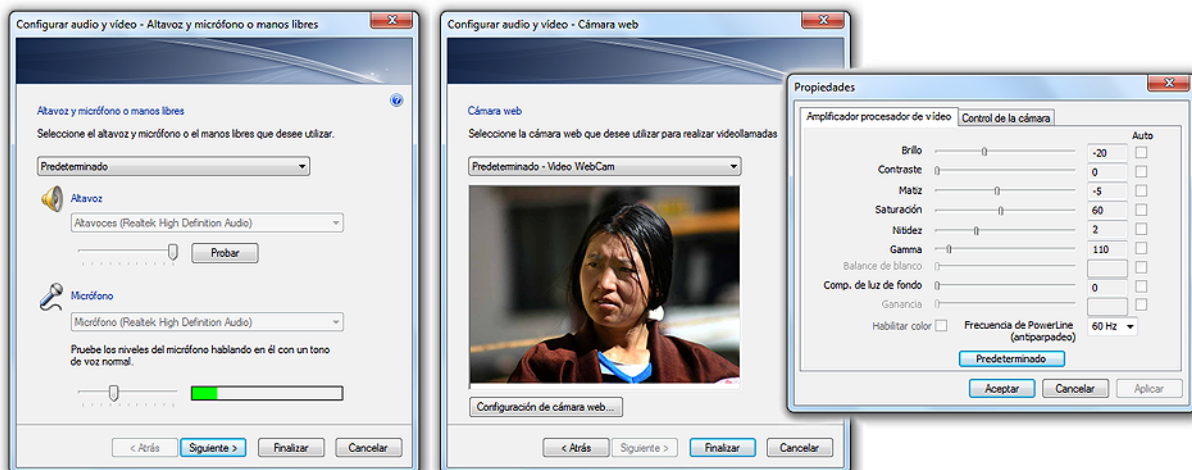 Configurar audio y vídeo - Altavoz y micrófono o manos libres
Altavoz y micrófono o manos libres
Seleccione el altavoz y micrófono o el manos libres que desee utilizar.
Predeterminado
Altavoz
Altavoces (Realtek High Definition Audio)
Probar
Micrófono
Micrófono (Realtek High Definition Audio)
Pruebe los niveles del micrófono hablando en él con un tono
de voz normal.
< Atrás
Siguiente >
Finalizar
Cancelar
Configurar audio y vídeo - Cámara web
Cámara web
Seleccione la cámara web que desee utilizar para realizar videollamadas
Predeterminado - Video WebCam
Configuración de cámara web...
< Atrás
Siguiente >
Finalizar
Cancelar
Propiedades
Amplificador procesador de vídeo
Control de la cámara
Auto
Brillo -20
Contraste 0
Matiz -5
Saturación 60
Nitidez 2
Gamma 110
Balance de blanco
Comp. de luz de fondo 0
Ganancia
Habilitar color
Frecuencia de PowerLine
(antiparpadeo)
60 Hz
Predeterminado
Aceptar
Cancelar
Aplicar